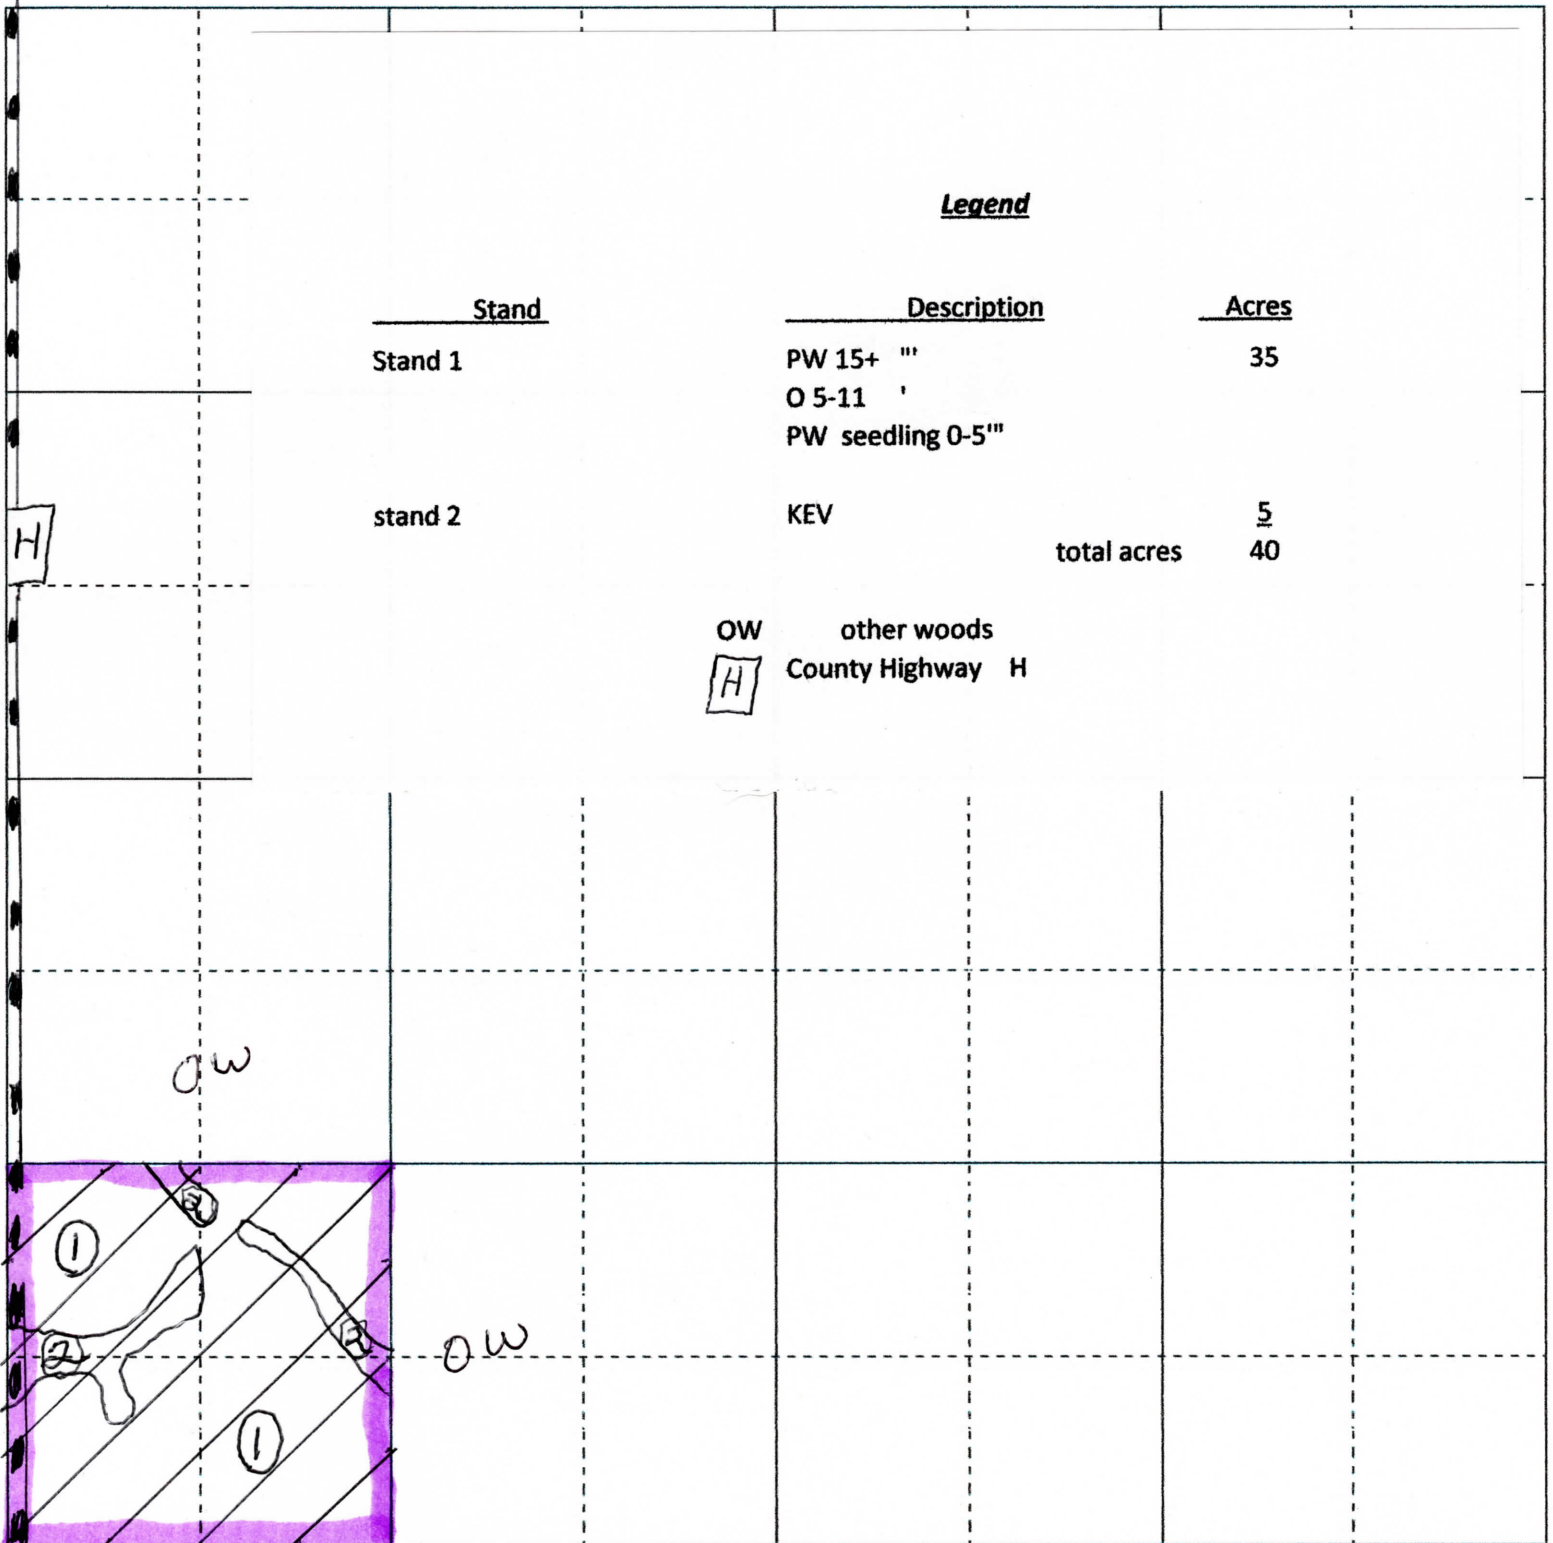 Legend
Stand Description Acres
Stand 1 PW 15+ "' 35
O 5-11 '
PW seedling 0-5"'
stand 2 KEV 5
H
total acres 40
OW other woods
H County Highway H
OW
2
1
2
OW
2
1